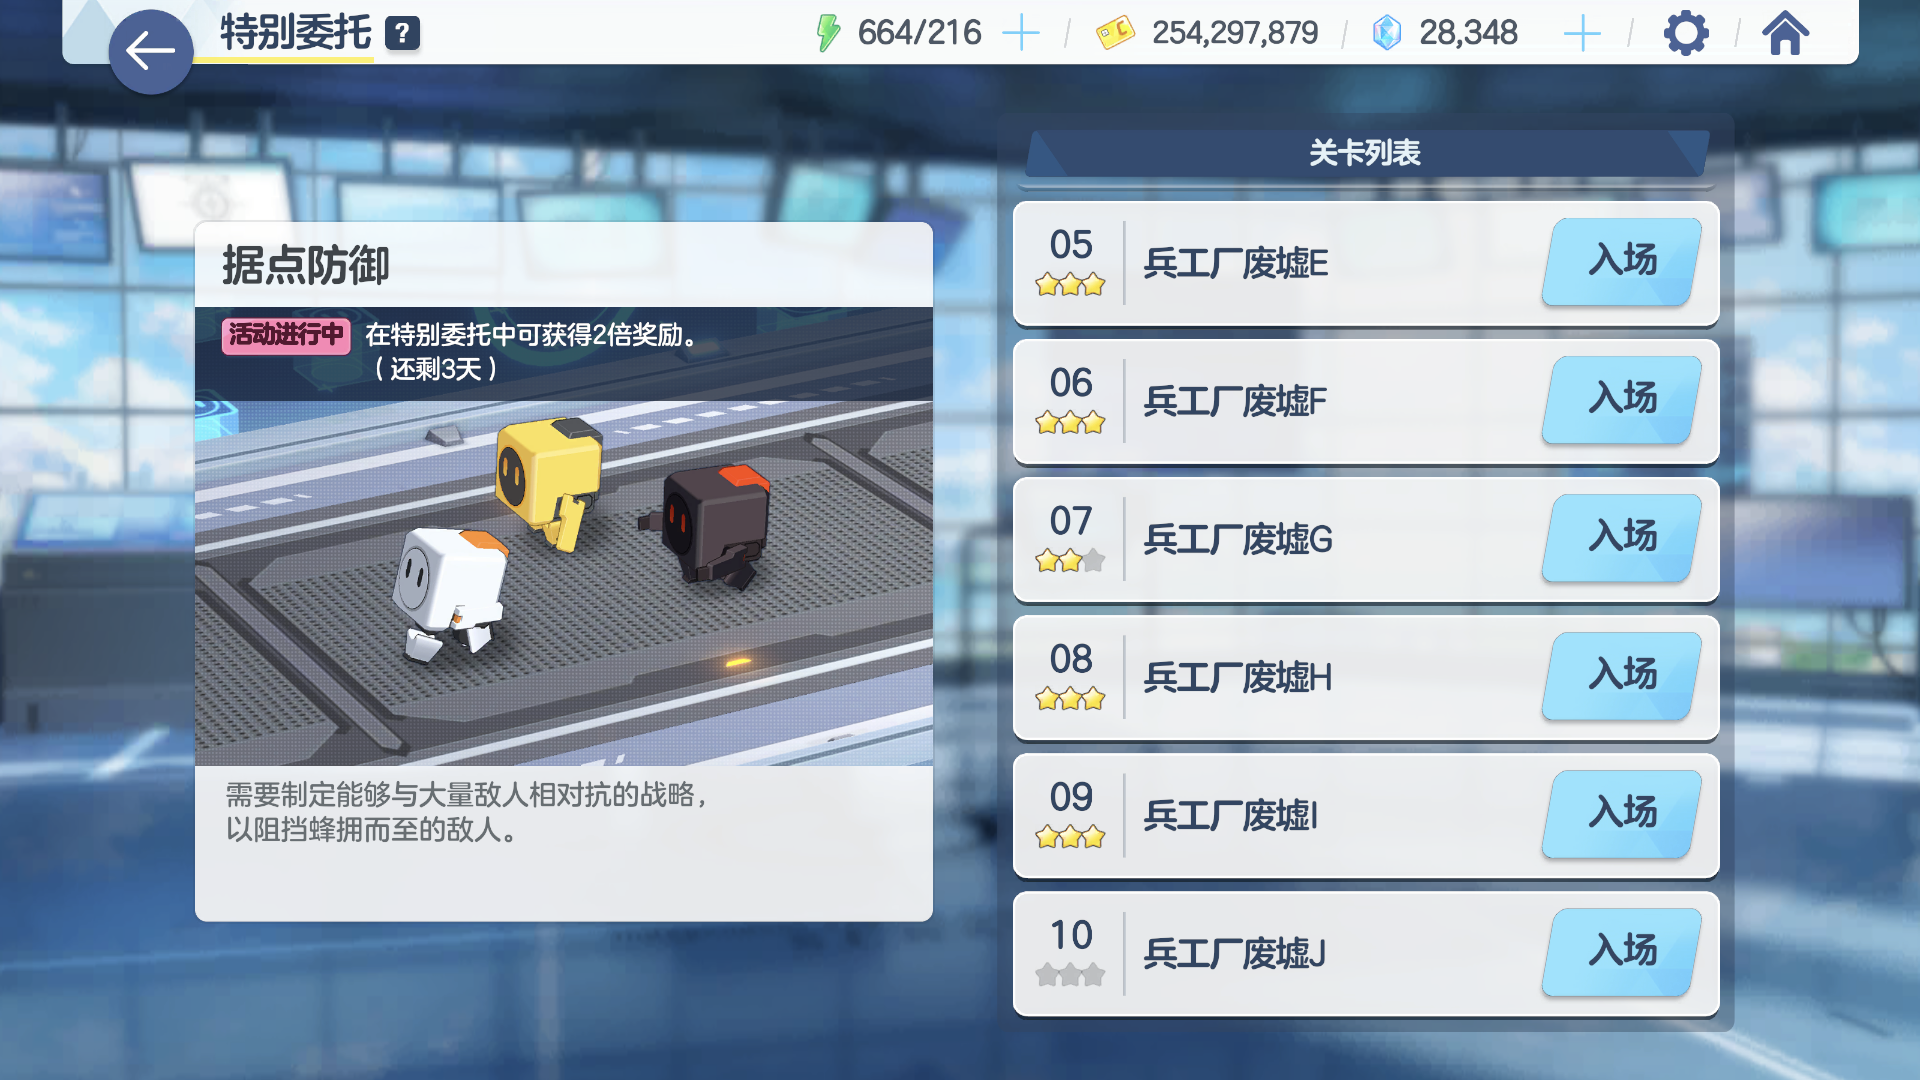 特别委托 ?
664/216
254,297,879
28,348
据点防御
活动进行中 在特别委托中可获得2倍奖励。
（还剩3天）
需要制定能够与大量敌人相对抗的战略，
以阻挡蜂拥而至的敌人。
关卡列表
05 兵工厂废墟E 入场
06 兵工厂废墟F 入场
07 兵工厂废墟G 入场
08 兵工厂废墟H 入场
09 兵工厂废墟I 入场
10 兵工厂废墟J 入场